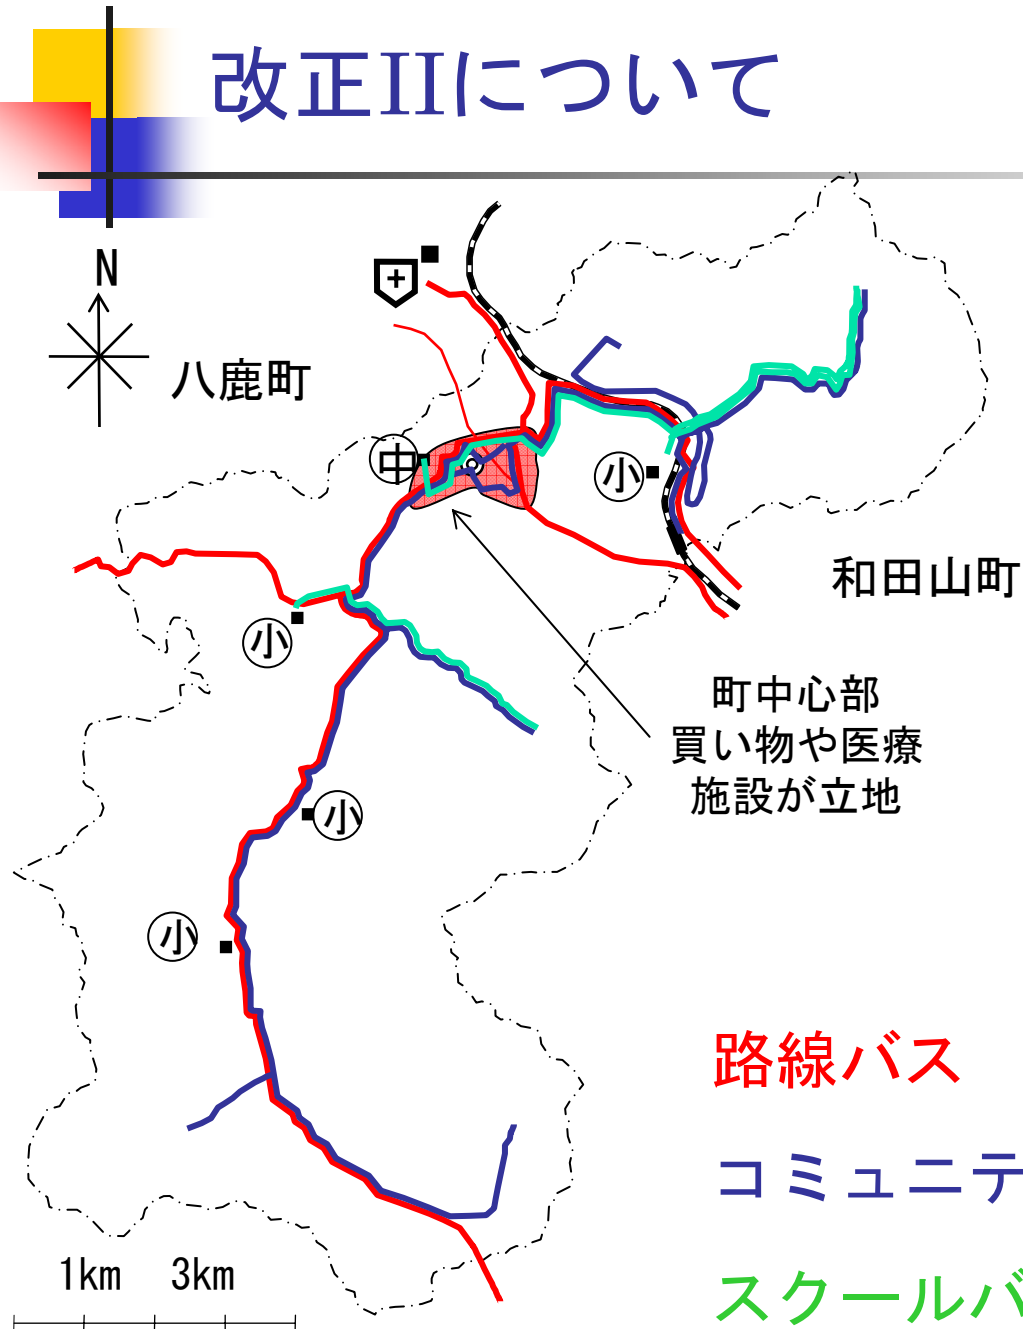 改正IIについて
N
八鹿町
中
小
和田山町
小
町中心部
買い物や医療
施設が立地
小
小
路線バス
コミュニテ
スクールバ
1km 3km